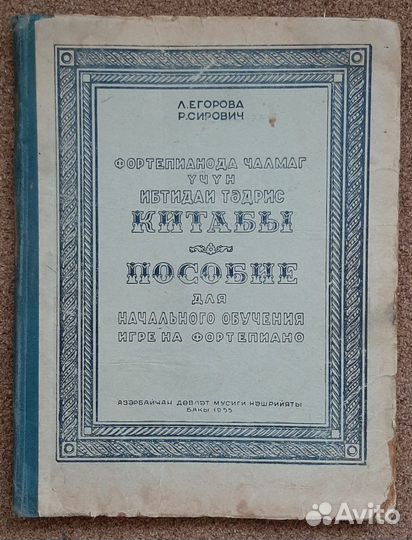 Л. ЕГОРОВА
Р. СИРОВИЧ
ФОРТЕПИАНОДА ЧАЛМАГ
ҮЧҮН
ИБТИДАИ ТӘДРИС
КИТАБЫ
ПОСОБИЕ
ДЛЯ
НАЧАЛЬНОГО ОБУЧЕНИЯ
ИГРЕ НА ФОРТЕПИАНО
АЗӘРБАЙҸАН ДӨВЛӘТ МУСИГИ НӘШРИЙЯТЫ
БАКЫ 1955
Avito